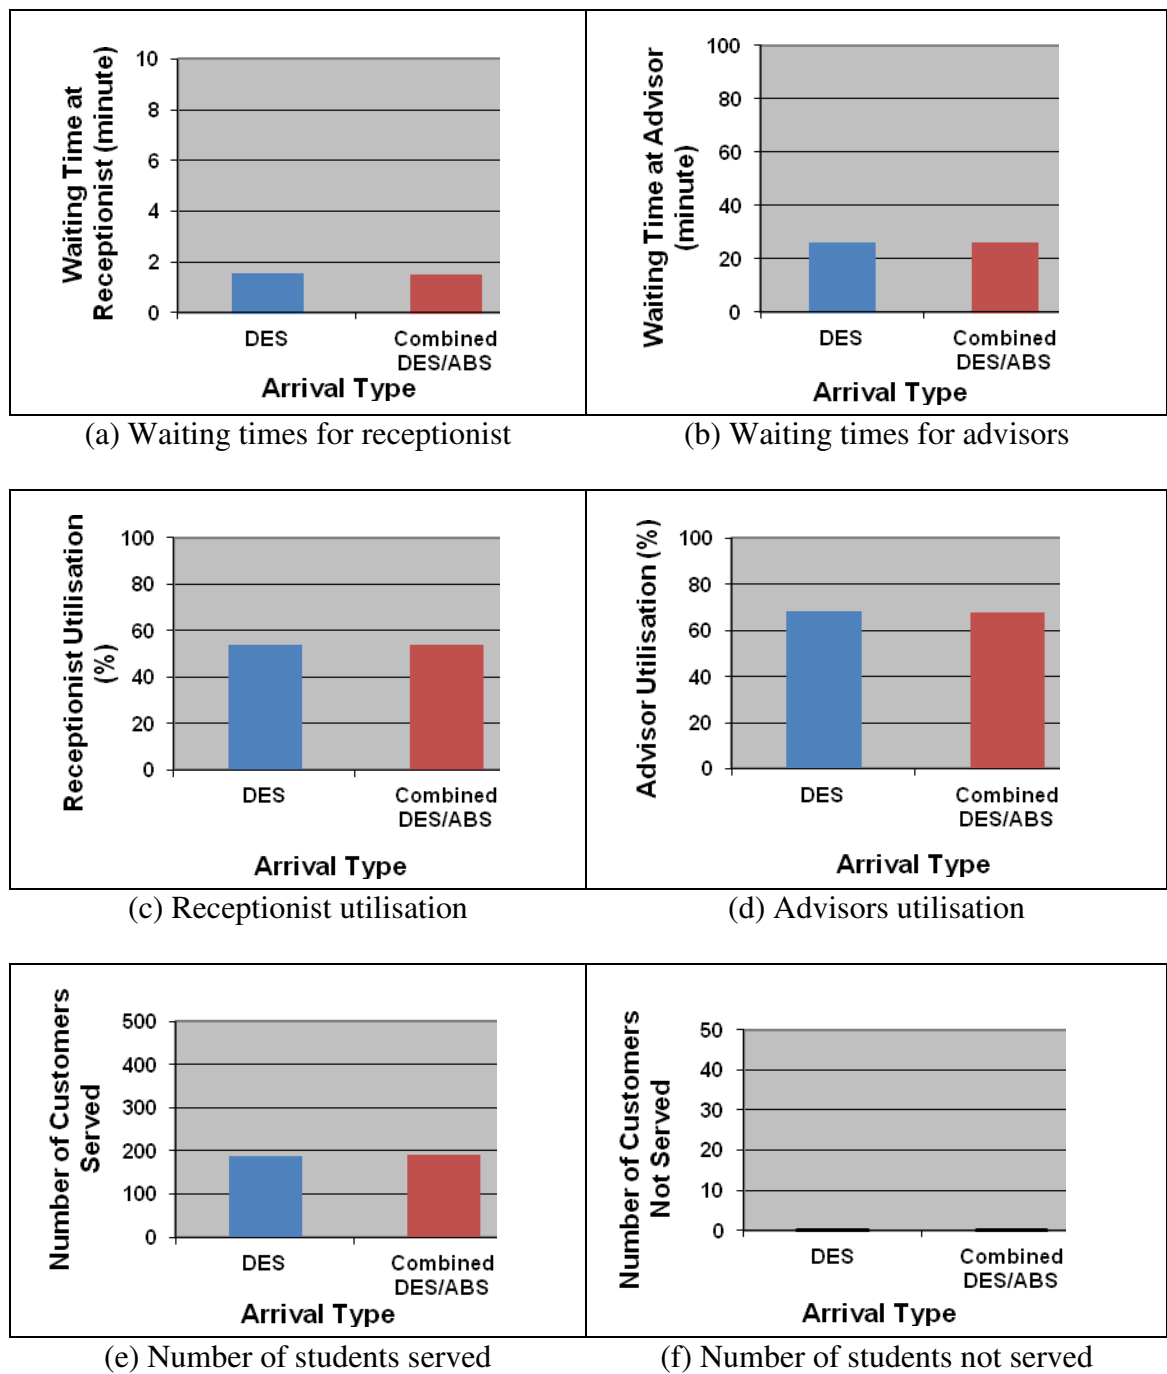 Waiting Time at
Receptionist (minute)
10
8
6
4
2
0
DES
Combined
DES/ABS
Arrival Type
(a) Waiting times for receptionist
Waiting Time at Advisor
(minute)
100
80
60
40
20
0
DES
Combined
DES/ABS
Arrival Type
(b) Waiting times for advisors
Receptionist Utilisation
(%)
100
80
60
40
20
0
DES
Combined
DES/ABS
Arrival Type
(c) Receptionist utilisation
Advisor Utilisation (%)
100
80
60
40
20
0
DES
Combined
DES/ABS
Arrival Type
(d) Advisors utilisation
Number of Customers
Served
500
400
300
200
100
0
DES
Combined
DES/ABS
Arrival Type
(e) Number of students served
Number of Customers
Not Served
50
40
30
20
10
0
DES
Combined
DES/ABS
Arrival Type
(f) Number of students not served